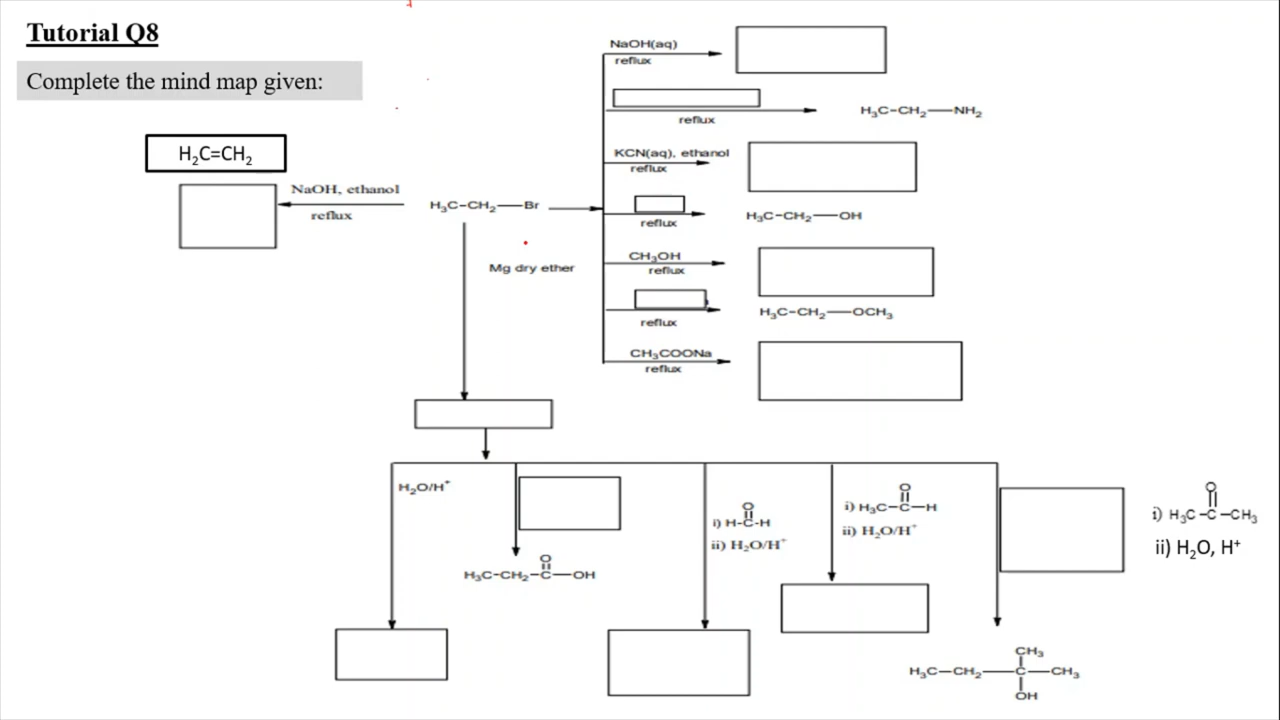 Tutorial Q8
Complete the mind map given:
H₂C=CH₂
NaOH, ethanol
reflux
H₃C-CH₂—Br
Mg dry ether
NaOH(aq)
reflux
reflux
H₃C-CH₂—NH₂
KCN(aq), ethanol
reflux
reflux
H₃C-CH₂—OH
CH₃OH
reflux
reflux
H₃C-CH₂—OCH₃
CH₃COONa
reflux
H₂O/H⁺
O
H₃C-CH₂-C—OH
O
i) H-C-H
ii) H₂O/H⁺
O
i) H₃C-C-H
ii) H₂O/H⁺
O
i) H₃C-C-CH₃
ii) H₂O, H⁺
CH₃
H₃C—CH₂—C—CH₃
OH